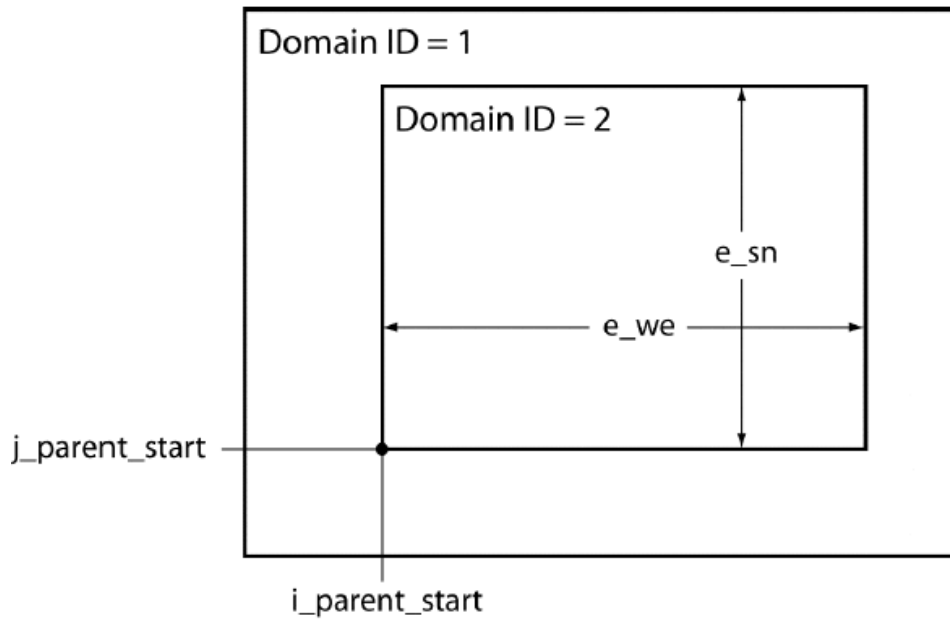 Domain ID = 1
Domain ID = 2
e_sn
e_we
j_parent_start
i_parent_start